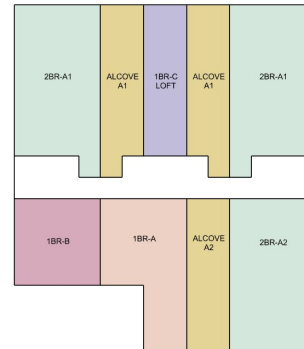 2BR-A1
ALCOVE
A1
1BR-C
LOFT
ALCOVE
A1
2BR-A1
1BR-B
1BR-A
ALCOVE
A2
2BR-A2